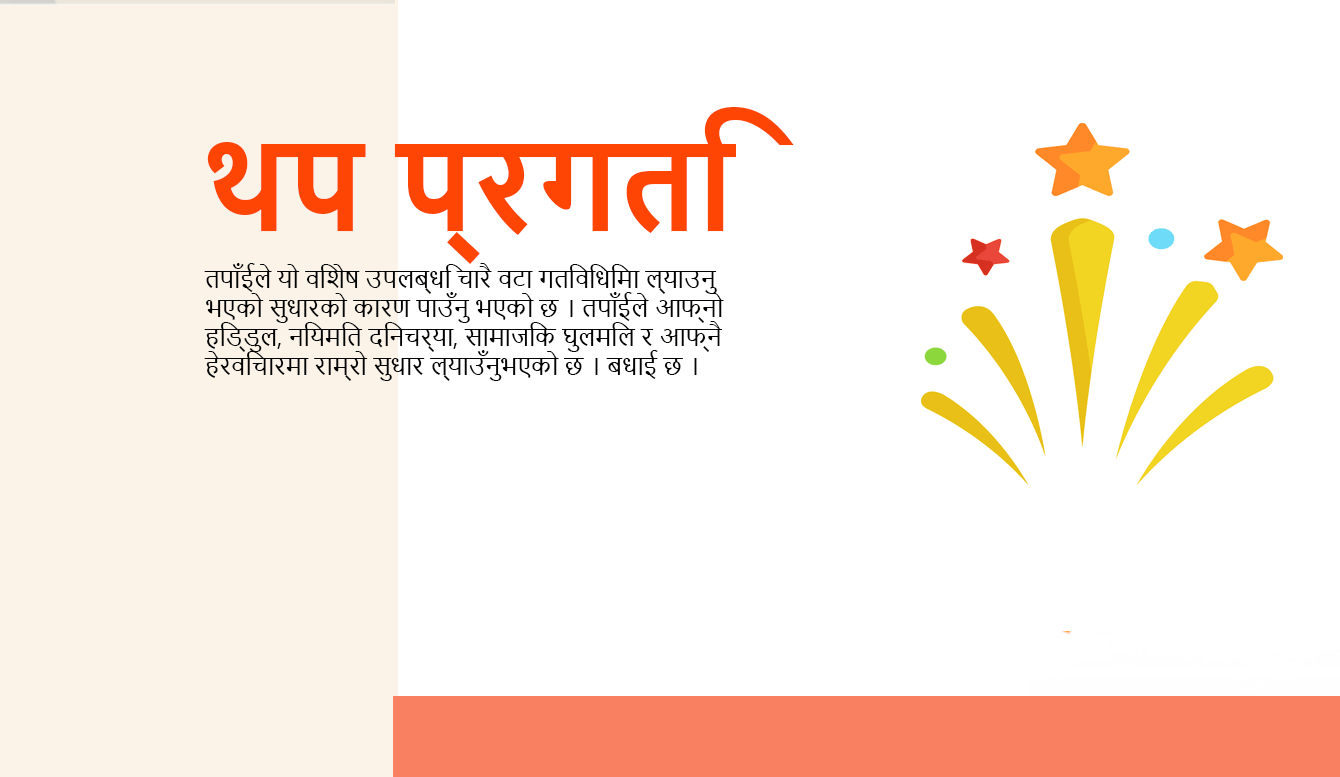 थप प्रगति
तपाँईले यो विशेष उपलब्धि चारै वटा गतिविधिमा ल्याउनु
भएको सुधारको कारण पाउँनु भएको छ । तपाँईले आफ्नो
हिड्डुल, नियमित दिनचर्या, सामाजिक घुलमिल र आफ्नै
हेरविचारमा राम्रो सुधार ल्याउँनुभएको छ । बधाई छ ।